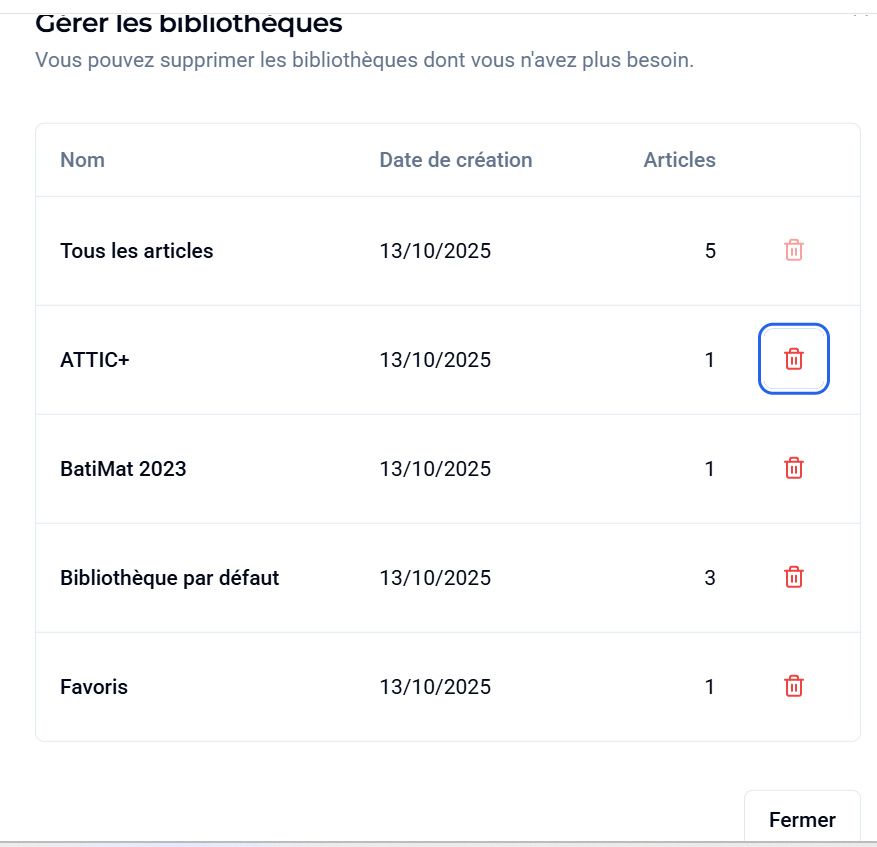 Gérer les bibliothèques
Vous pouvez supprimer les bibliothèques dont vous n'avez plus besoin.
Nom Date de création Articles
Tous les articles 13/10/2025 5
ATTIC+ 13/10/2025 1
BatiMat 2023 13/10/2025 1
Bibliothèque par défaut 13/10/2025 3
Favoris 13/10/2025 1
Fermer